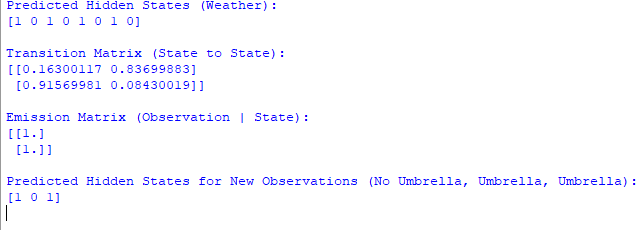 Predicted Hidden States (Weather):
[1 0 1 0 1 0 1 0]
Transition Matrix (State to State):
[[0.16300117 0.83699883]
[0.91569981 0.08430019]]
Emission Matrix (Observation | State):
[[1.]
[1.]]
Predicted Hidden States for New Observations (No Umbrella, Umbrella, Umbrella):
[1 0 1]